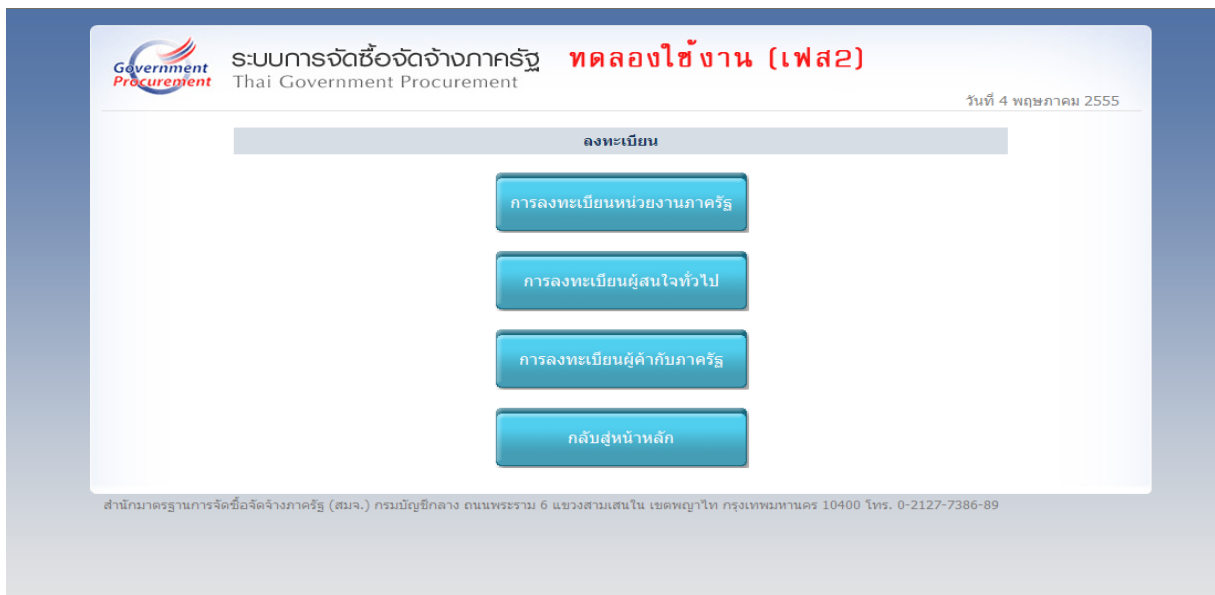 Government
Procurement
ระบบการจัดซื้อจัดจ้างภาครัฐ ทดลองใช้งาน (เฟส2)
Thai Government Procurement
วันที่ 4 พฤษภาคม 2555
ลงทะเบียน
การลงทะเบียนหน่วยงานภาครัฐ
การลงทะเบียนผู้สนใจทั่วไป
การลงทะเบียนผู้ค้ากับภาครัฐ
กลับสู่หน้าหลัก
สำนักมาตรฐานการจัดซื้อจัดจ้างภาครัฐ (สมจ.) กรมบัญชีกลาง ถนนพระราม 6 แขวงสามเสนใน เขตพญาไท กรุงเทพมหานคร 10400 โทร. 0-2127-7386-89